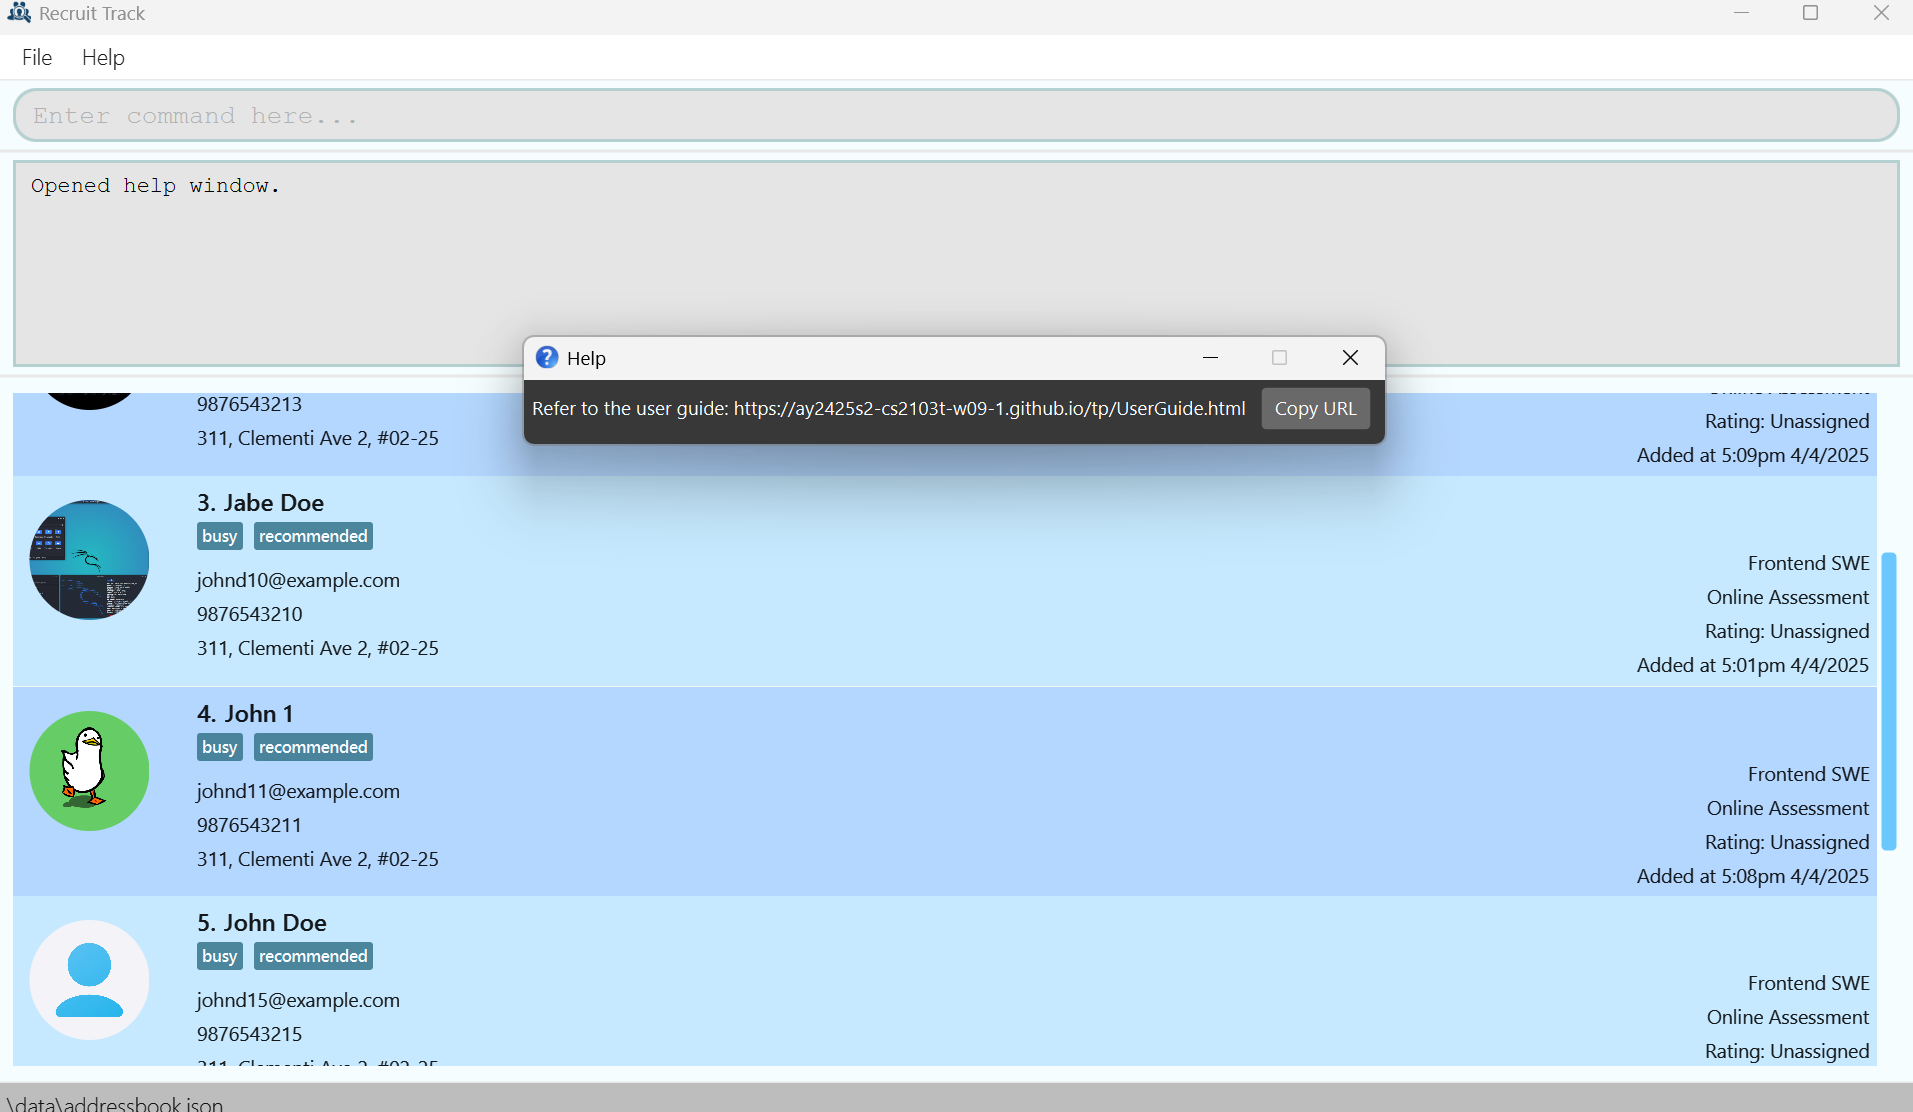 Recruit Track
File Help
Enter command here...
Opened help window.
Help
Refer to the user guide: https://ay2425s2-cs2103t-w09-1.github.io/tp/UserGuide.html Copy URL
9876543213
311, Clementi Ave 2, #02-25
Rating: Unassigned
Added at 5:09pm 4/4/2025
3. Jabe Doe
busy recommended
johnd10@example.com
9876543210
311, Clementi Ave 2, #02-25
Frontend SWE
Online Assessment
Rating: Unassigned
Added at 5:01pm 4/4/2025
4. John 1
busy recommended
johnd11@example.com
9876543211
311, Clementi Ave 2, #02-25
Frontend SWE
Online Assessment
Rating: Unassigned
Added at 5:08pm 4/4/2025
5. John Doe
busy recommended
johnd15@example.com
9876543215
311, Clementi Ave 2, #02-25
Frontend SWE
Online Assessment
Rating: Unassigned
\data\addressbook.json